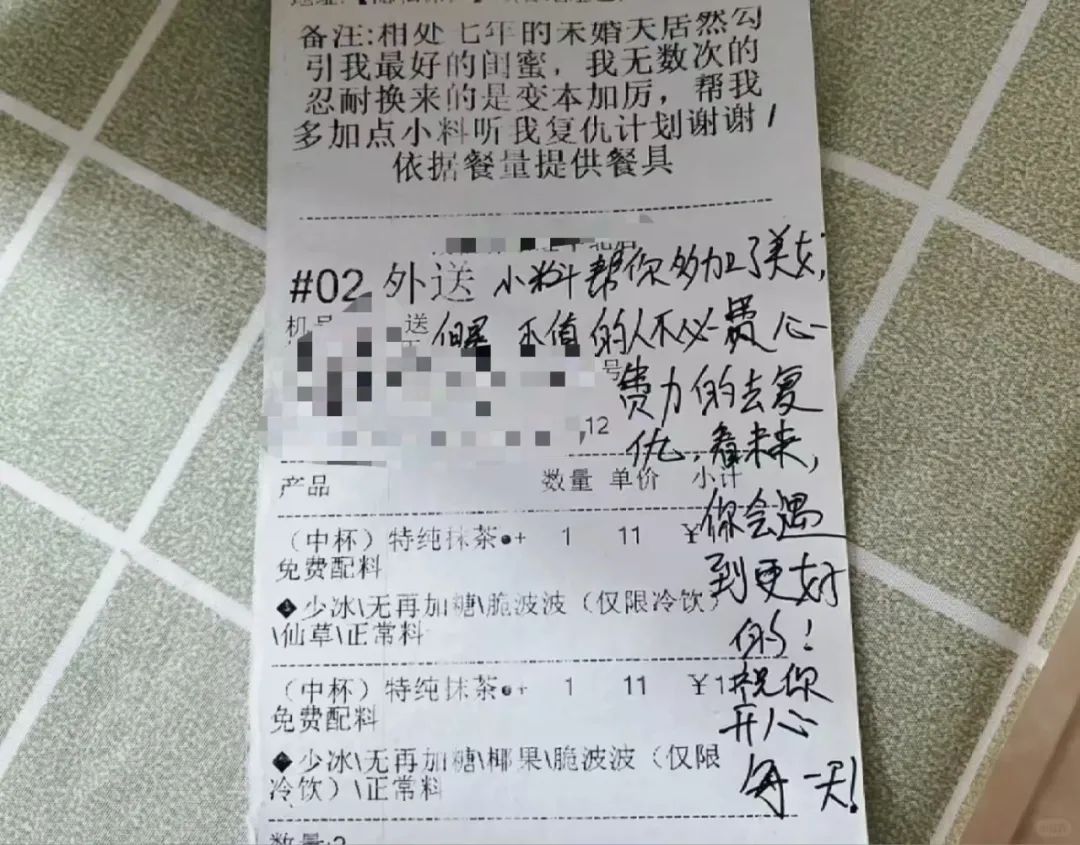 备注:相处七年的未婚夫居然勾
引我最好的闺蜜，我无数次的
忍耐换来的是变本加厉，帮我
多加点小料听我复仇计划谢谢！
依据餐量提供餐具
#02 外送
小料帮你多加了美女,
机号
送
但是 不值的人不必费心
号
费力的去复
12
仇,看未来,
产品 数量 单价 小计
你会遇
（中杯）特纯抹茶●+ 1 11 ¥
免费配料
到更好
◆少冰\无再加糖\脆波波（仅限冷饮）
\仙草\正常料
的!
（中杯）特纯抹茶●+ 1 11 ¥1
免费配料
祝你
开心
◆少冰\无再加糖\椰果\脆波波（仅限
冷饮）\正常料
每一天!
数量:2